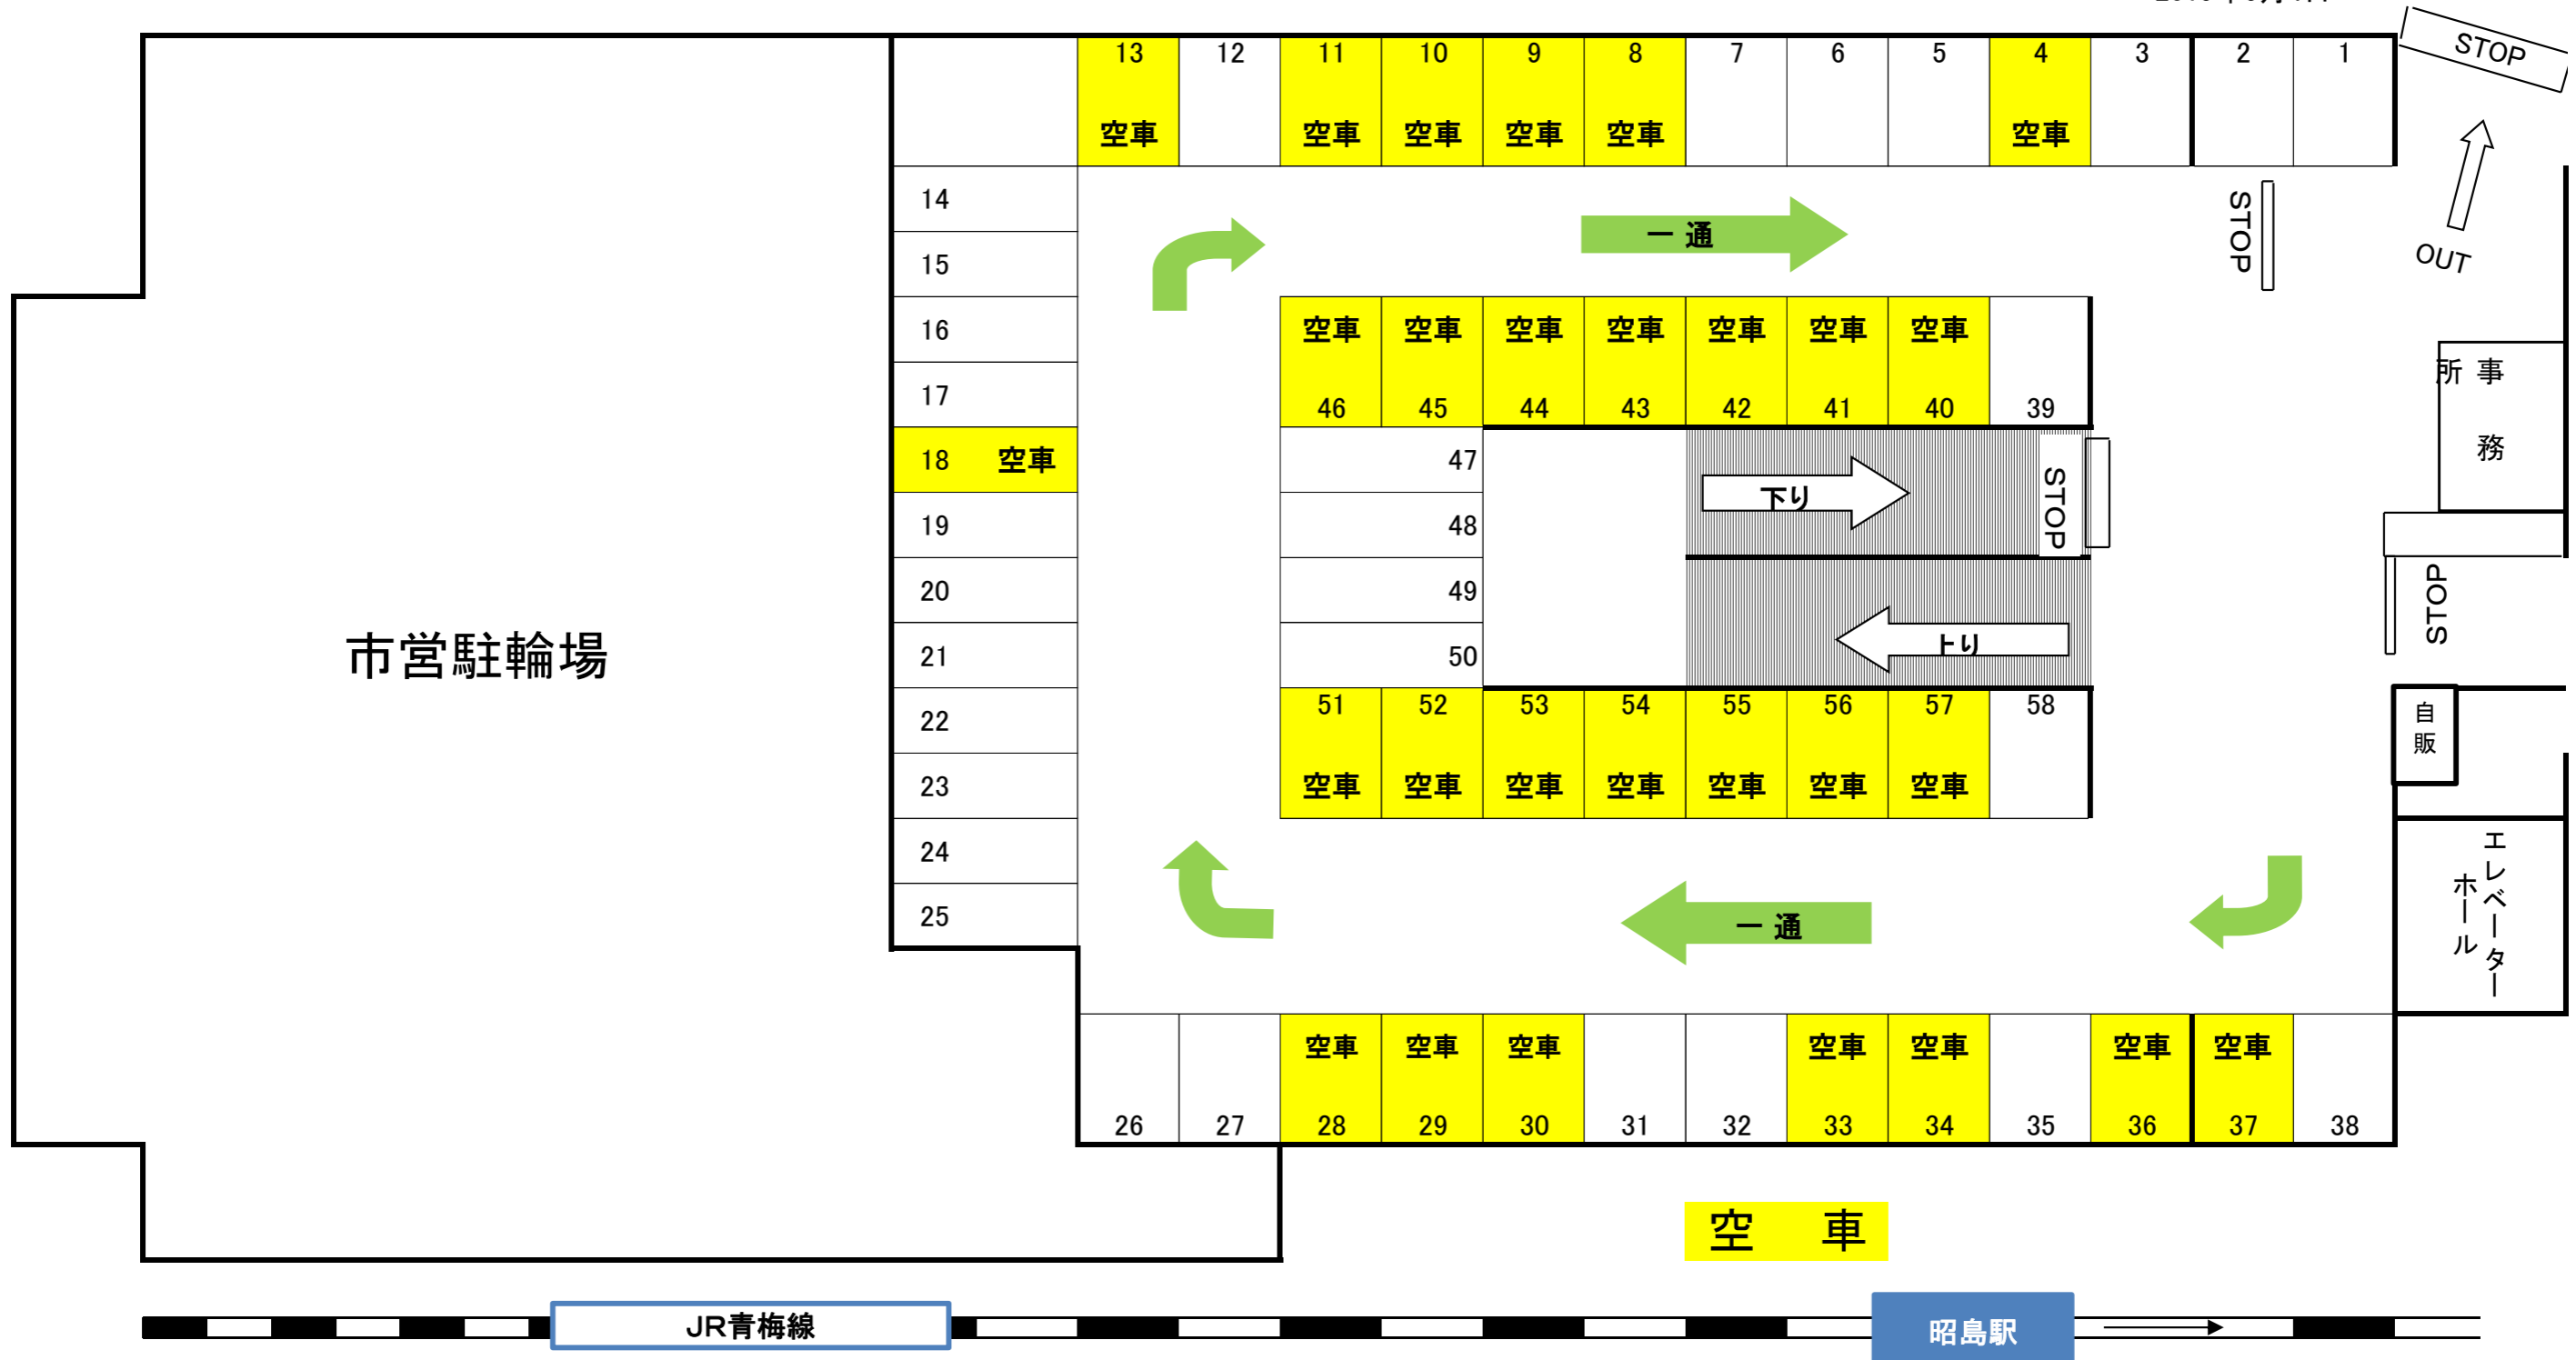 STOP
13 12 11 10 9 8 7 6 5 4 3 2 1
空車 空車 空車 空車 空車 空車
14
STOP
一 通
15
OUT
16
空車 空車 空車 空車 空車 空車 空車
17
46 45 44 43 42 41 40 39
事務所
18 空車
47
下り
STOP
19
48
20
49
STOP
21
50
市営駐輪場
22
51 52 53 54 55 56 57 58
自販
23
空車 空車 空車 空車 空車 空車 空車
24
エレベーター
ホール
25
一 通
空車 空車 空車 空車 空車 空車 空車
26 27 28 29 30 31 32 33 34 35 36 37 38
空 車
JR青梅線
昭島駅